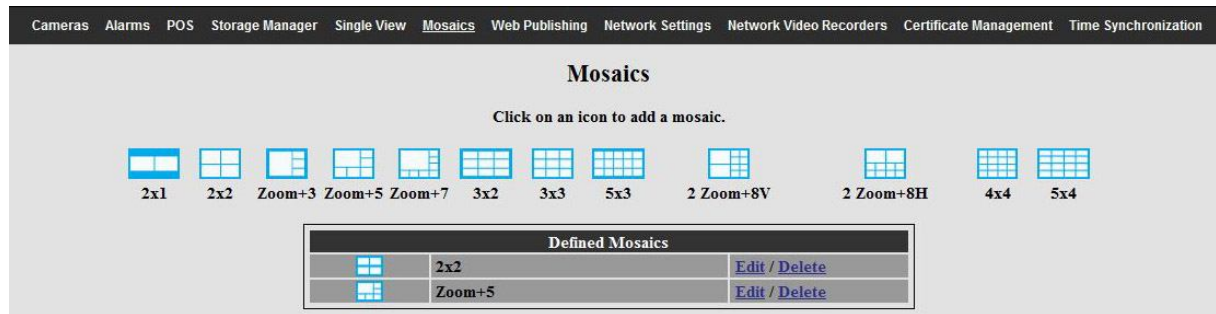 Cameras Alarms POS Storage Manager Single View Mosaics Web Publishing Network Settings Network Video Recorders Certificate Management Time Synchronization
Mosaics
Click on an icon to add a mosaic.
2x1 2x2 Zoom+3 Zoom+5 Zoom+7 3x2 3x3 5x3 2 Zoom+8V 2 Zoom+8H 4x4 5x4
Defined Mosaics
2x2 Edit / Delete
Zoom+5 Edit / Delete